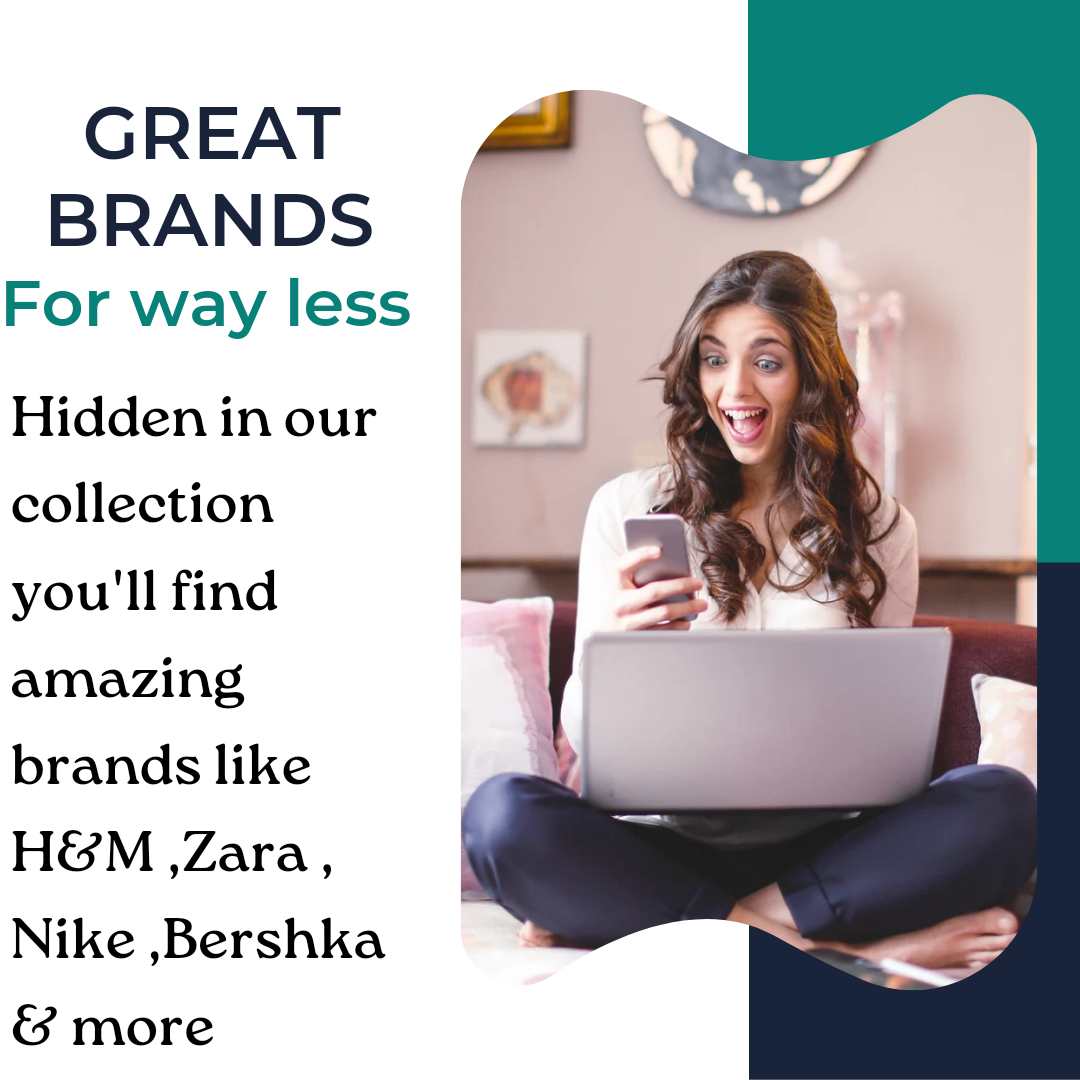 GREAT
BRANDS
For way less
Hidden in our
collection
you'll find
amazing
brands like
H&M ,Zara ,
Nike ,Bershka
& more